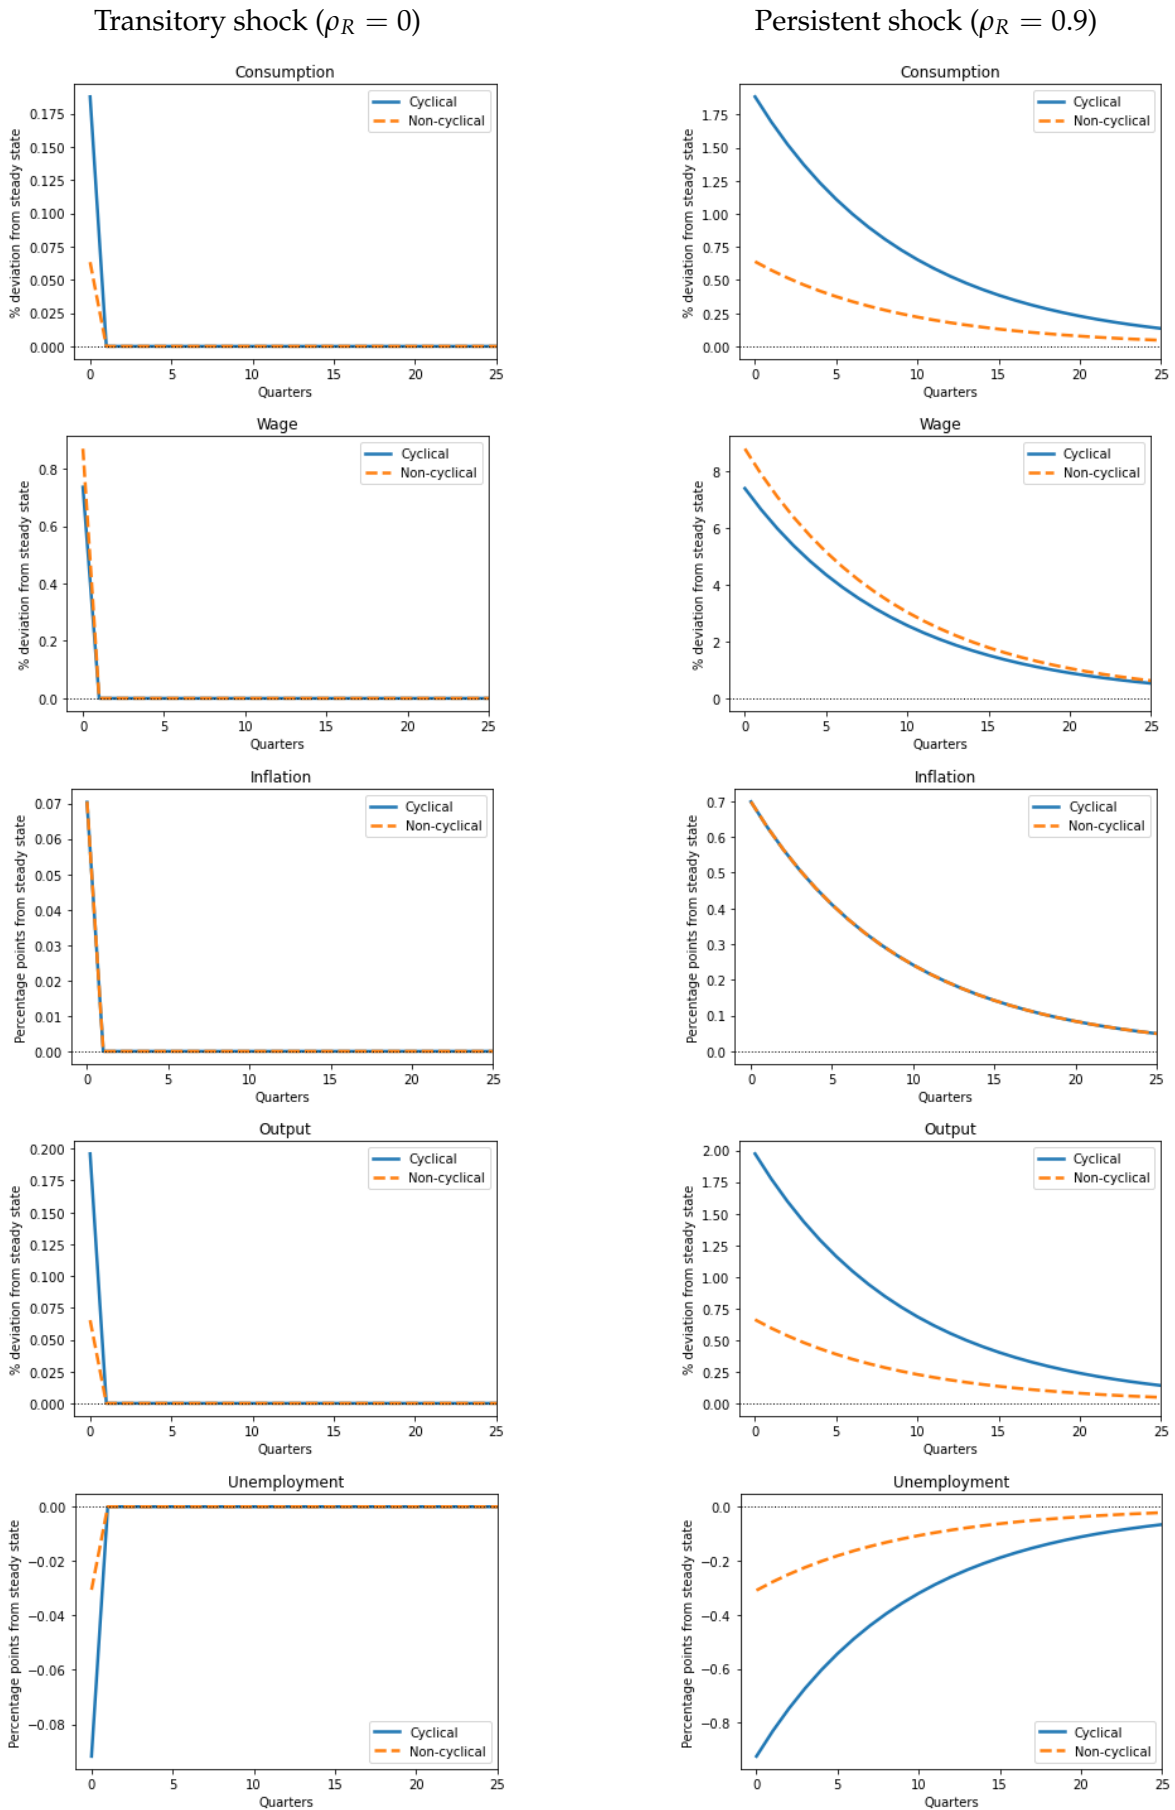 Transitory shock (ρR = 0)
Persistent shock (ρR = 0.9)
Consumption
% deviation from steady state
0.175
0.150
0.125
0.100
0.075
0.050
0.025
0.000
Cyclical
Non-cyclical
0 5 10 15 20 25
Quarters
Consumption
% deviation from steady state
1.75
1.50
1.25
1.00
0.75
0.50
0.25
0.00
Cyclical
Non-cyclical
0 5 10 15 20 25
Quarters
Wage
% deviation from steady state
0.8
0.6
0.4
0.2
0.0
Cyclical
Non-cyclical
0 5 10 15 20 25
Quarters
Wage
% deviation from steady state
8
6
4
2
0
Cyclical
Non-cyclical
0 5 10 15 20 25
Quarters
Inflation
Percentage points from steady state
0.07
0.06
0.05
0.04
0.03
0.02
0.01
0.00
Cyclical
Non-cyclical
0 5 10 15 20 25
Quarters
Inflation
Percentage points from steady state
0.7
0.6
0.5
0.4
0.3
0.2
0.1
0.0
Cyclical
Non-cyclical
0 5 10 15 20 25
Quarters
Output
% deviation from steady state
0.200
0.175
0.150
0.125
0.100
0.075
0.050
0.025
0.000
Cyclical
Non-cyclical
0 5 10 15 20 25
Quarters
Output
% deviation from steady state
2.00
1.75
1.50
1.25
1.00
0.75
0.50
0.25
0.00
Cyclical
Non-cyclical
0 5 10 15 20 25
Quarters
Unemployment
Percentage points from steady state
0.00
−0.02
−0.04
−0.06
−0.08
Cyclical
Non-cyclical
0 5 10 15 20 25
Quarters
Unemployment
Percentage points from steady state
0.0
−0.2
−0.4
−0.6
−0.8
Cyclical
Non-cyclical
0 5 10 15 20 25
Quarters